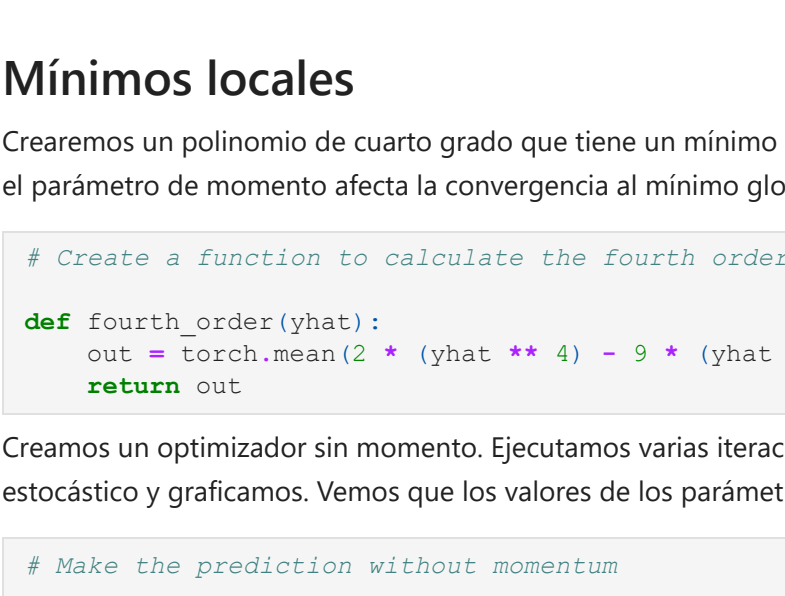 Mínimos locales
Crearemos un polinomio de cuarto grado que tiene un mínimo
el parámetro de momento afecta la convergencia al mínimo glo
# Create a function to calculate the fourth order
def fourth_order(yhat):
    out = torch.mean(2 * (yhat ** 4) - 9 * (yhat
    return out
Creamos un optimizador sin momento. Ejecutamos varias iterac
estocástico y graficamos. Vemos que los valores de los parámet
# Make the prediction without momentum